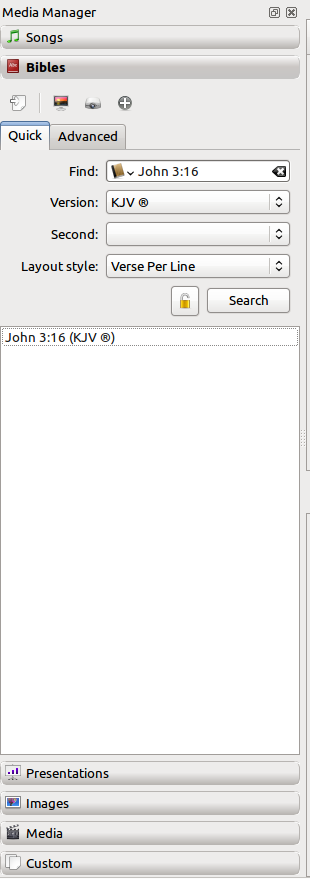 Media Manager
Songs
Bibles
Quick Advanced
Find: John 3:16
Version: KJV ®
Second:
Layout style: Verse Per Line
Search
John 3:16 (KJV ®)
Presentations
Images
Media
Custom